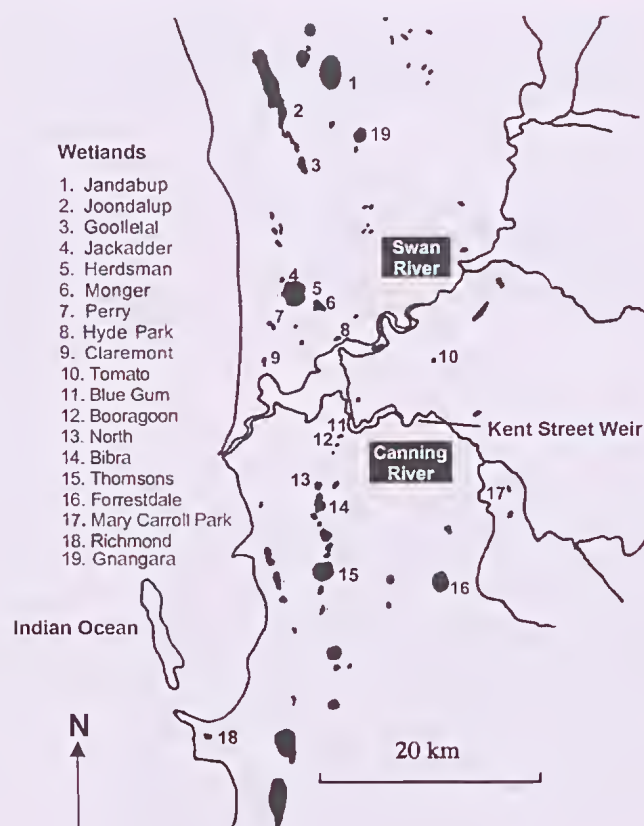 1
2
19
3
Wetlands
1. Jandabup
2. Joondalup
3. Goollelal
4. Jackadder
5. Herdsman
6. Monger
7. Perry
8. Hyde Park
9. Claremont
10. Tomato
11. Blue Gum
12. Booragoon
13. North
14. Bibra
15. Thomsons
16. Forrestdale
17. Mary Carroll Park
18. Richmond
19. Gnangara
Swan
River
4
5
6
7
8
9
10
11
12
Kent Street Weir
Canning
River
13
14
17
15
16
Indian Ocean
N
18
20 km